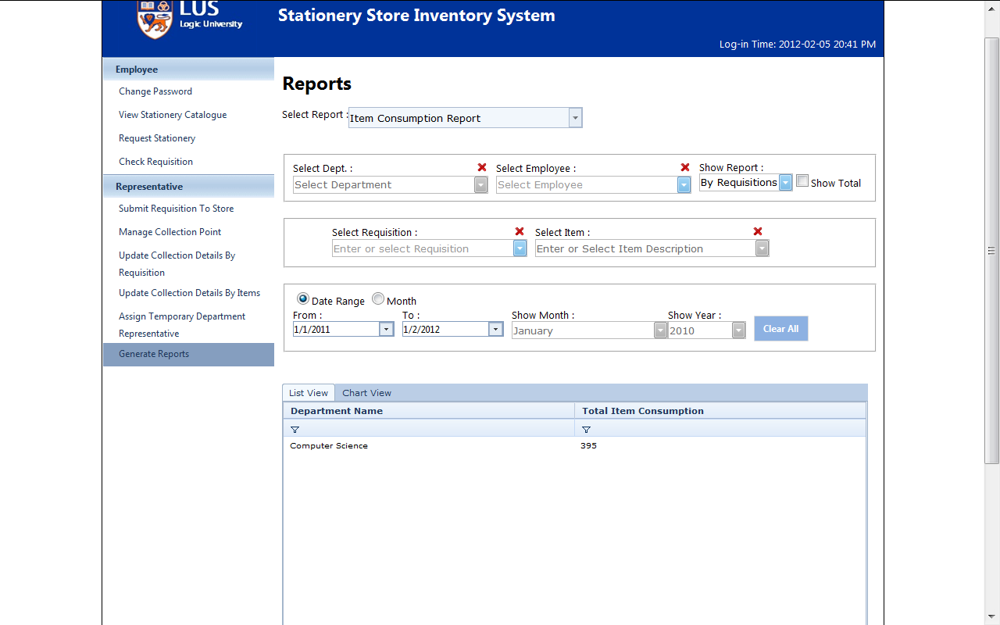 LUS
Logic University
Stationery Store Inventory System
Log-in Time: 2012-02-05 20:41 PM
Employee
Change Password
View Stationery Catalogue
Request Stationery
Check Requisition
Representative
Submit Requisition To Store
Manage Collection Point
Update Collection Details By
Requisition
Update Collection Details By Items
Assign Temporary Department
Representative
Generate Reports
Reports
Select Report : Item Consumption Report
Select Dept. : Select Employee : Show Report :
Select Department Select Employee By Requisitions Show Total
Select Requisition : Select Item :
Enter or select Requisition Enter or Select Item Description
Date Range Month
From : To : Show Month : Show Year :
1/1/2011 1/2/2012 January 2010 Clear All
List View Chart View
Department Name Total Item Consumption
Computer Science 395